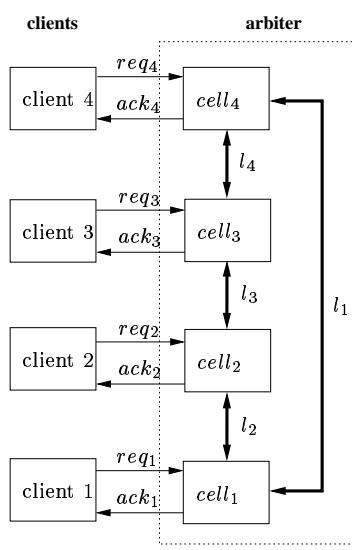 clients arbiter
req4
client 4 cell4
ack4
l4
req3
client 3 cell3
ack3
l3
l1
req2
client 2 cell2
ack2
l2
req1
client 1 cell1
ack1